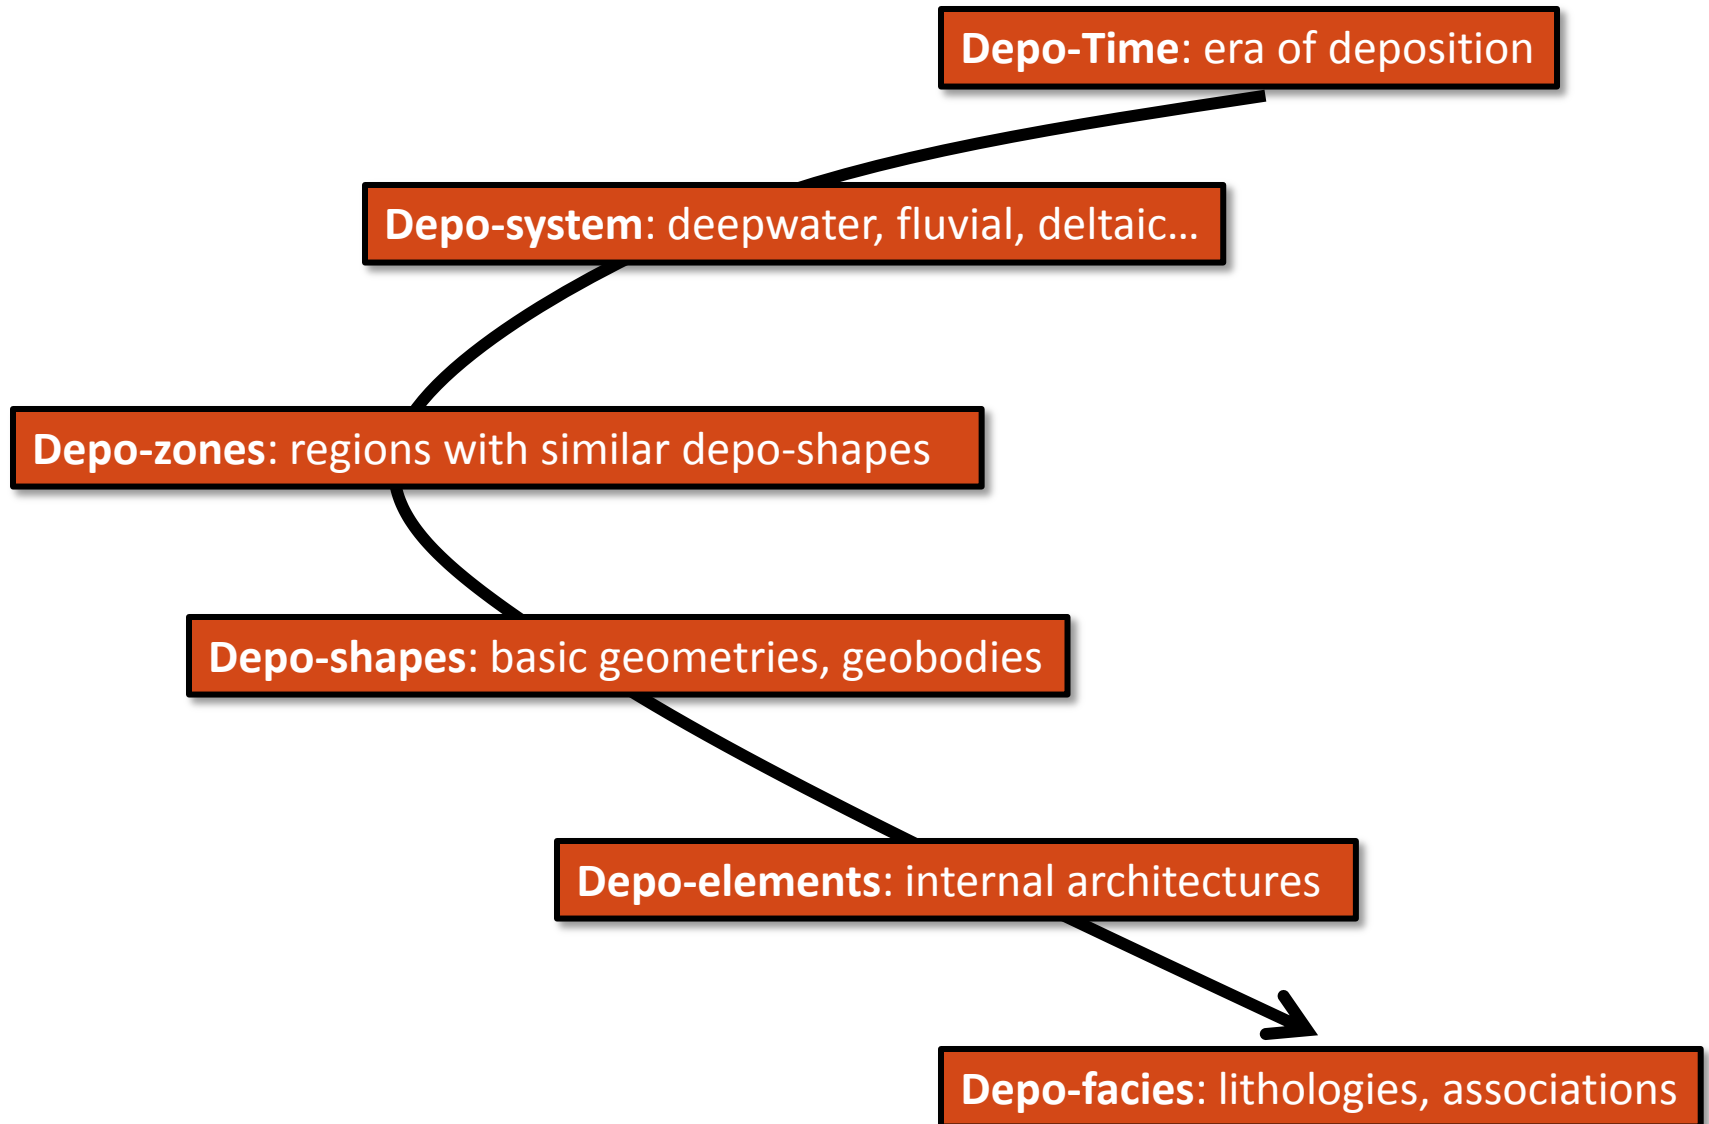 Depo-Time: era of deposition
Depo-system: deepwater, fluvial, deltaic...
Depo-zones: regions with similar depo-shapes
Depo-shapes: basic geometries, geobodies
Depo-elements: internal architectures
Depo-facies: lithologies, associations